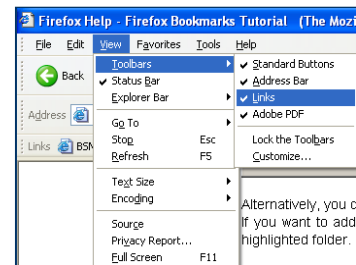 Firefox Help - Firefox Bookmarks Tutorial (The Mozi
File Edit View Favorites Tools Help
Back
Address
Links BSN
Toolbars
Status Bar
Explorer Bar
Go To
Stop Esc
Refresh F5
Text Size
Encoding
Source
Privacy Report...
Full Screen F11
Standard Buttons
Address Bar
Links
Adobe PDF
Lock the Toolbars
Customize...
Alternatively, you c
If you want to add
highlighted folder.